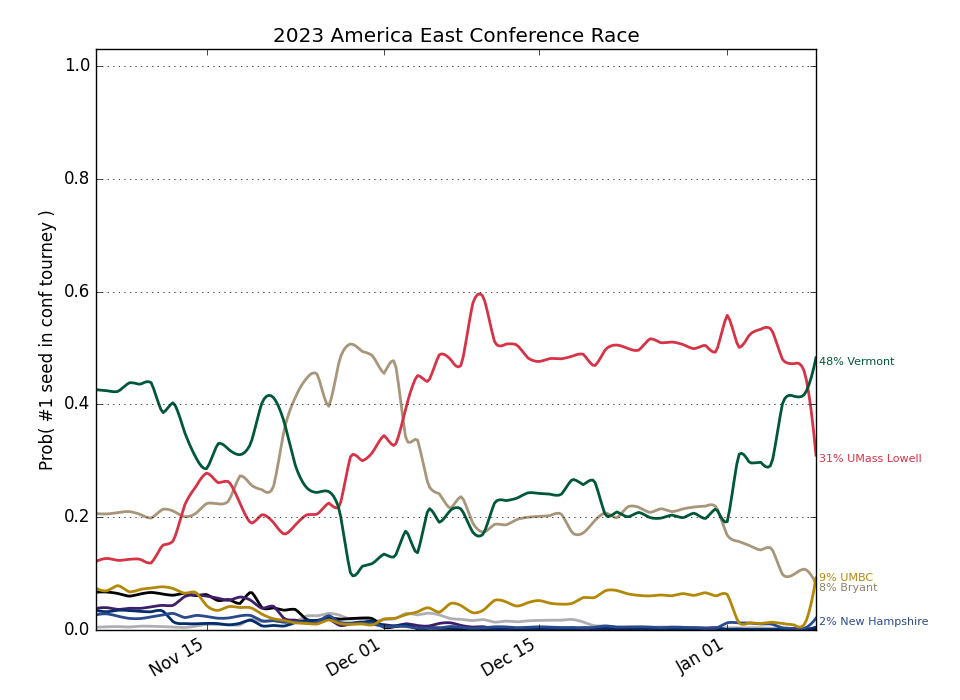 2023 America East Conference Race
Prob( #1 seed in conf tourney )
1.0
0.8
0.6
0.4
0.2
0.0
48% Vermont
31% UMass Lowell
9% UMBC
8% Bryant
2% New Hampshire
Nov 15
Dec 01
Dec 15
Jan 01